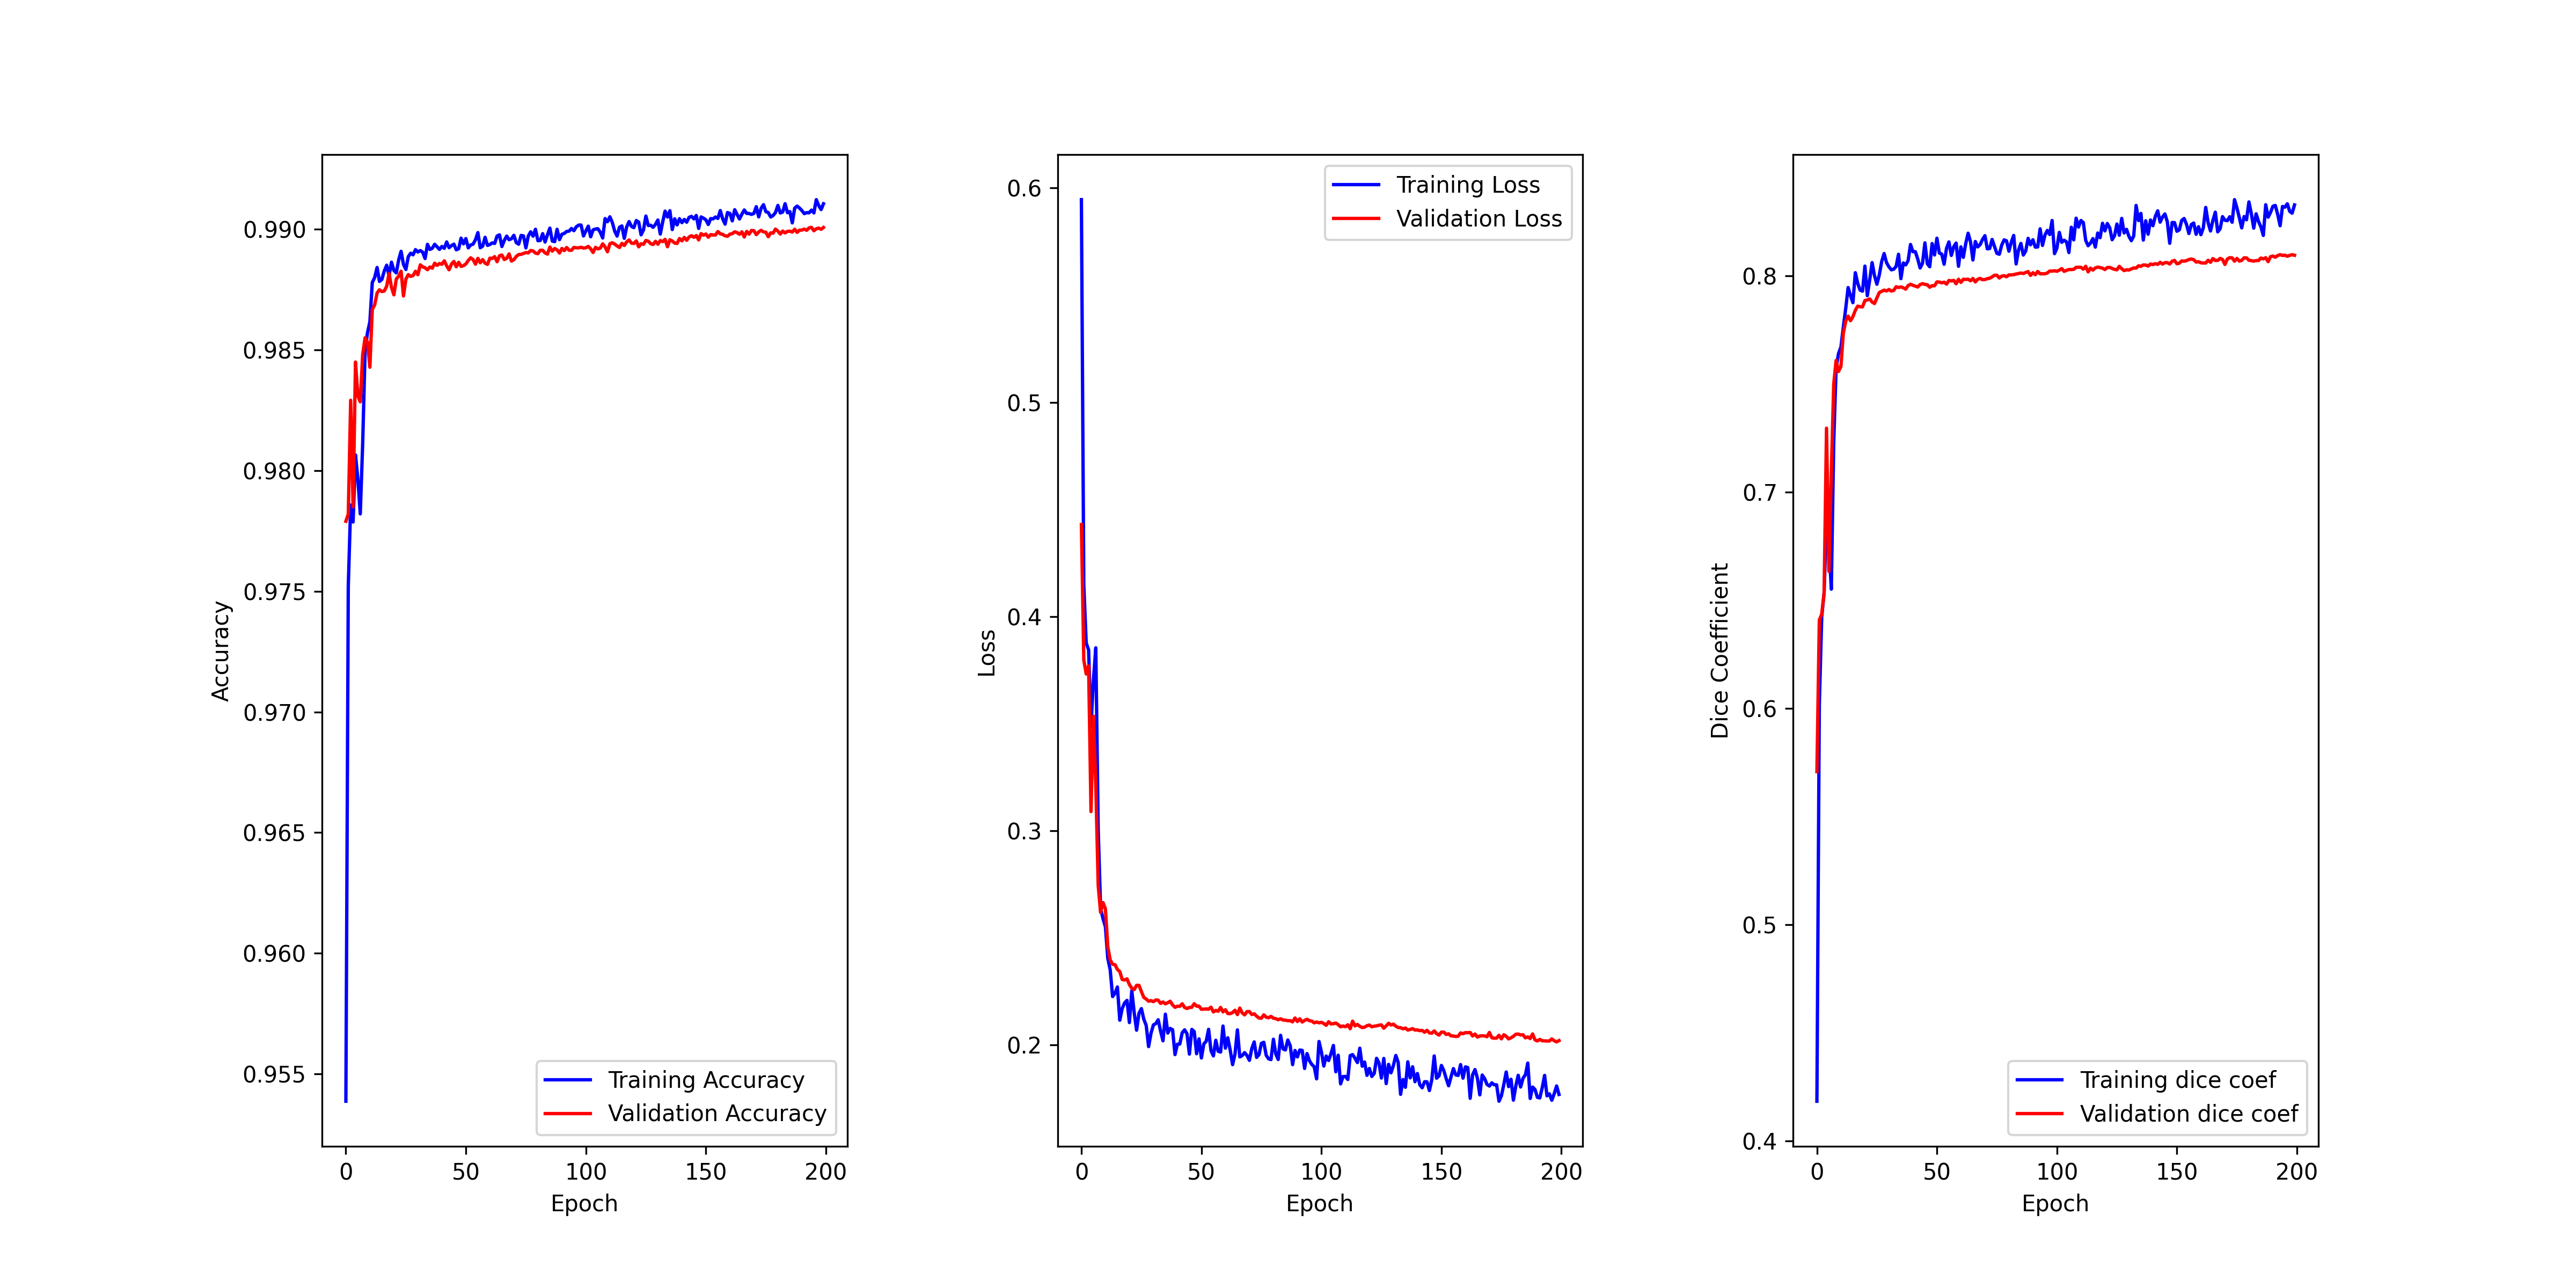 0.990
0.985
0.980
0.975
0.970
0.965
0.960
0.955
Accuracy
0 50 100 150 200
Epoch
Training Accuracy
Validation Accuracy
0.6
0.5
0.4
0.3
0.2
Loss
0 50 100 150 200
Epoch
Training Loss
Validation Loss
0.8
0.7
0.6
0.5
0.4
Dice Coefficient
0 50 100 150 200
Epoch
Training dice coef
Validation dice coef